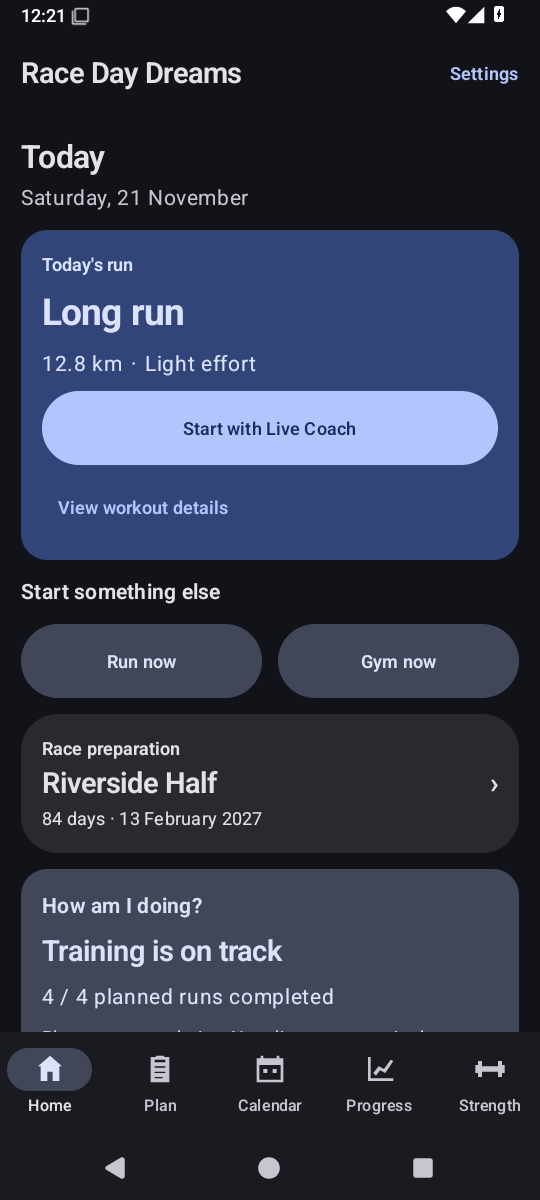 12:21
Race Day Dreams
Settings
Today
Saturday, 21 November
Today's run
Long run
12.8 km · Light effort
Start with Live Coach
View workout details
Start something else
Run now
Gym now
Race preparation
Riverside Half
84 days · 13 February 2027
›
How am I doing?
Training is on track
4 / 4 planned runs completed
Home
Plan
Calendar
Progress
Strength